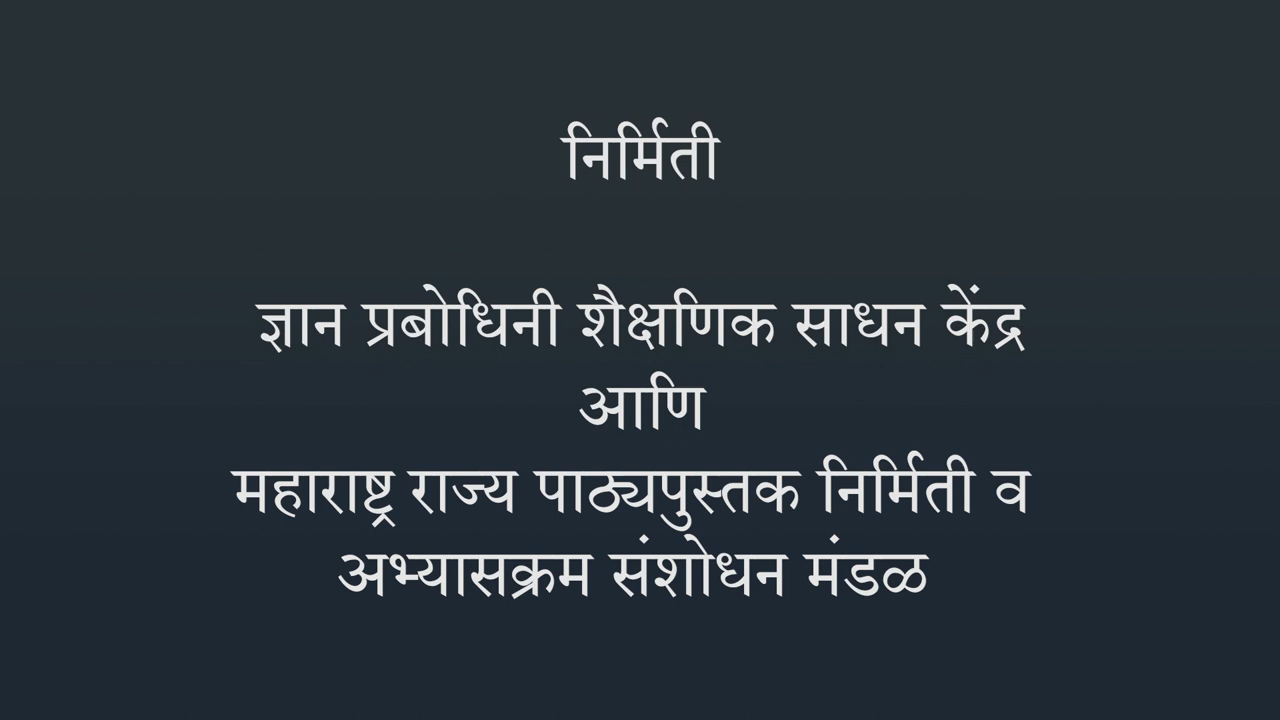 निर्मिती
ज्ञान प्रबोधिनी शैक्षणिक साधन केंद्र
आणि
महाराष्ट्र राज्य पाठ्यपुस्तक निर्मिती व
अभ्यासक्रम संशोधन मंडळ